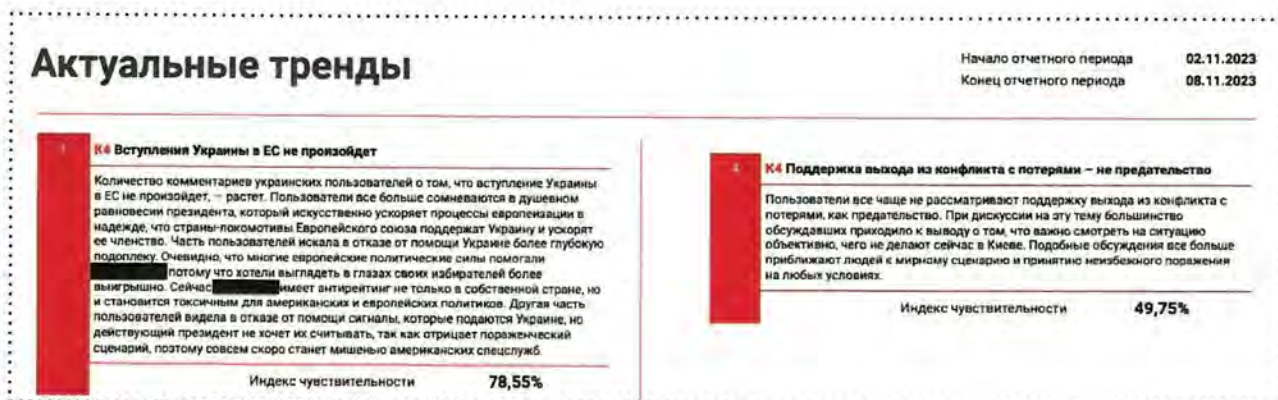 Актуальные тренды
Начало отчетного периода 02.11.2023
Конец отчетного периода 08.11.2023
1 К4 Вступления Украины в ЕС не произойдет
Количество комментариев украинских пользователей о том, что вступление Украины
в ЕС не произойдет, – растет. Пользователи все больше сомневаются в душевном
равновесии президента, который искусственно ускоряет процессы европеизации в
надежде, что страны-локомотивы Европейского союза поддержат Украину и ускорят
ее членство. Часть пользователей искала в отказе от помощи Украине более глубокую
подоплеку. Очевидно, что многие европейские политические силы помогали
потому что хотели выглядеть в глазах своих избирателей более
выигрышно. Сейчас имеет антирейтинг не только в собственной стране, но
и становится токсичным для американских и европейских политиков. Другая часть
пользователей видела в отказе от помощи сигналы, которые подаются Украине, но
действующий президент не хочет их считывать, так как отрицает пораженческий
сценарий, поэтому совсем скоро станет мишенью американских спецслужб.
Индекс чувствительности 78,55%
К4 Поддержка выхода из конфликта с потерями – не предательство
Пользователи все чаще не рассматривают поддержку выхода из конфликта с
потерями, как предательство. При дискуссии на эту тему большинство
обсуждавших приходило к выводу о том, что важно смотреть на ситуацию
объективно, чего не делают сейчас в Киеве. Подобные обсуждения все больше
приближают людей к мирному сценарию и принятию неизбежного поражения
на любых условиях.
Индекс чувствительности 49,75%